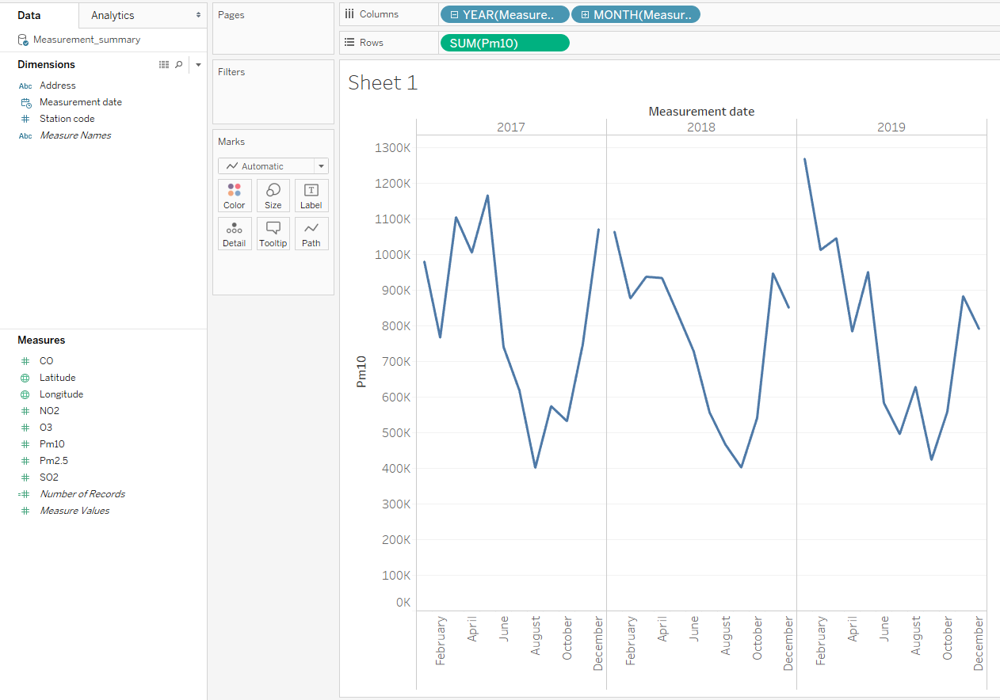 Data
Analytics
Measurement_summary
Dimensions
Abc Address
Measurement date
Station code
Abc Measure Names
Measures
CO
Latitude
Longitude
NO2
O3
Pm10
Pm2.5
SO2
Number of Records
Measure Values
Pages
Filters
Marks
Automatic
Color Size Label
Detail Tooltip Path
Columns YEAR(Measure.. MONTH(Measur..
Rows SUM(Pm10)
Sheet 1
Measurement date
2017 2018 2019
Pm10
1300K
1200K
1100K
1000K
900K
800K
700K
600K
500K
400K
300K
200K
100K
0K
February
April
June
August
October
December
February
April
June
August
October
December
February
April
June
August
October
December